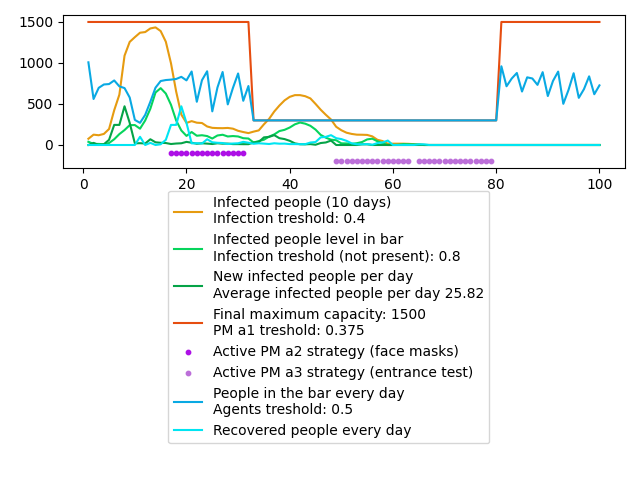 1500
1000
500
0
0
20
40
60
80
100
Infected people (10 days)
Infection treshold: 0.4
Infected people level in bar
Infection treshold (not present): 0.8
New infected people per day
Average infected people per day 25.82
Final maximum capacity: 1500
PM a1 treshold: 0.375
Active PM a2 strategy (face masks)
Active PM a3 strategy (entrance test)
People in the bar every day
Agents treshold: 0.5
Recovered people every day